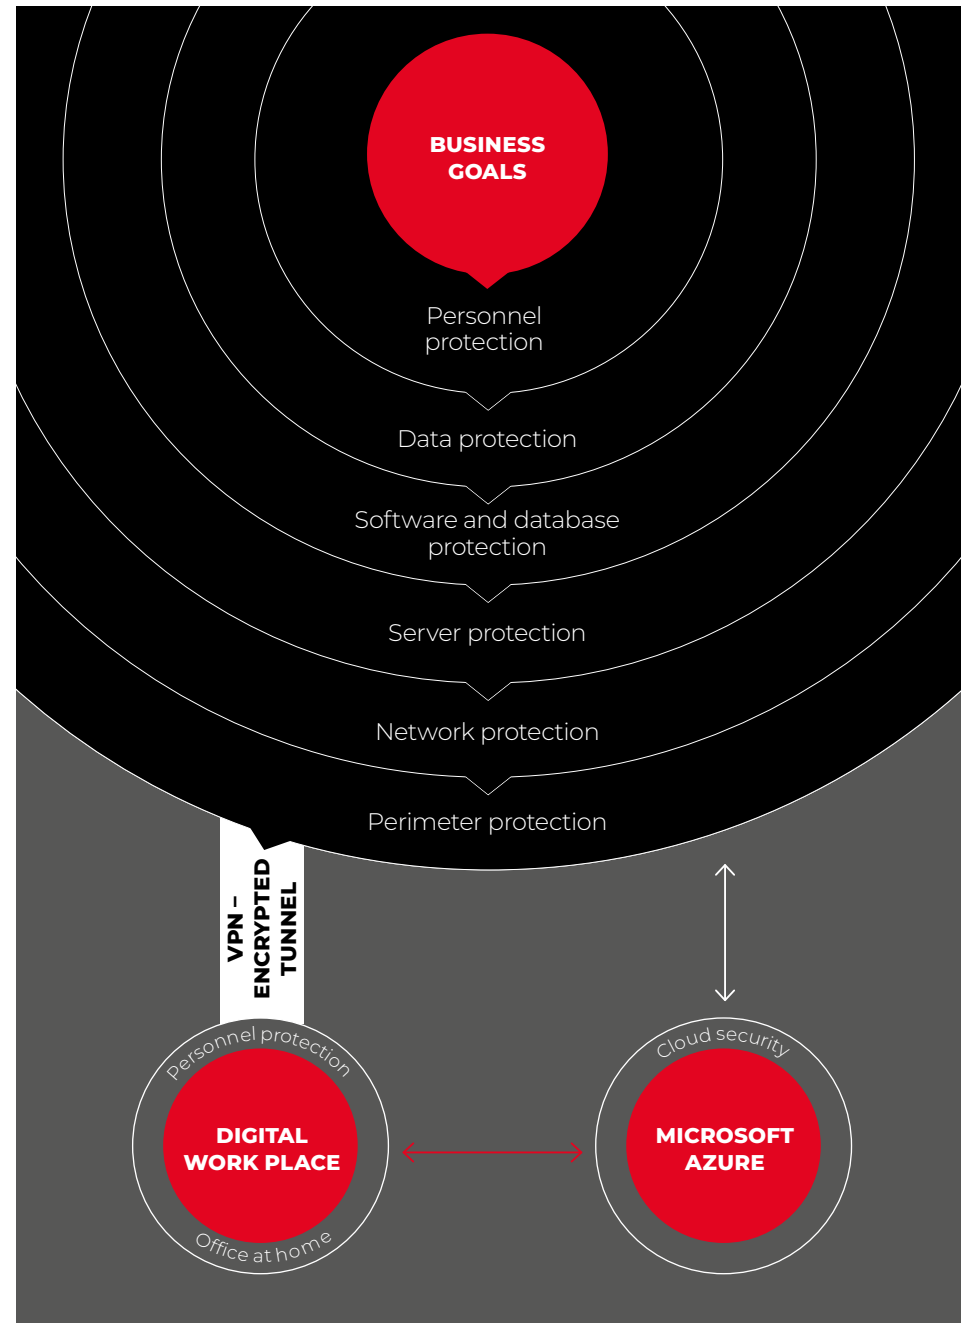 BUSINESS
GOALS
Personnel
protection
Data protection
Software and database
protection
Server protection
Network protection
Perimeter protection
VPN –
ENCRYPTED
TUNNEL
Personnel protection
DIGITAL
WORK PLACE
Office at home
Cloud security
MICROSOFT
AZURE